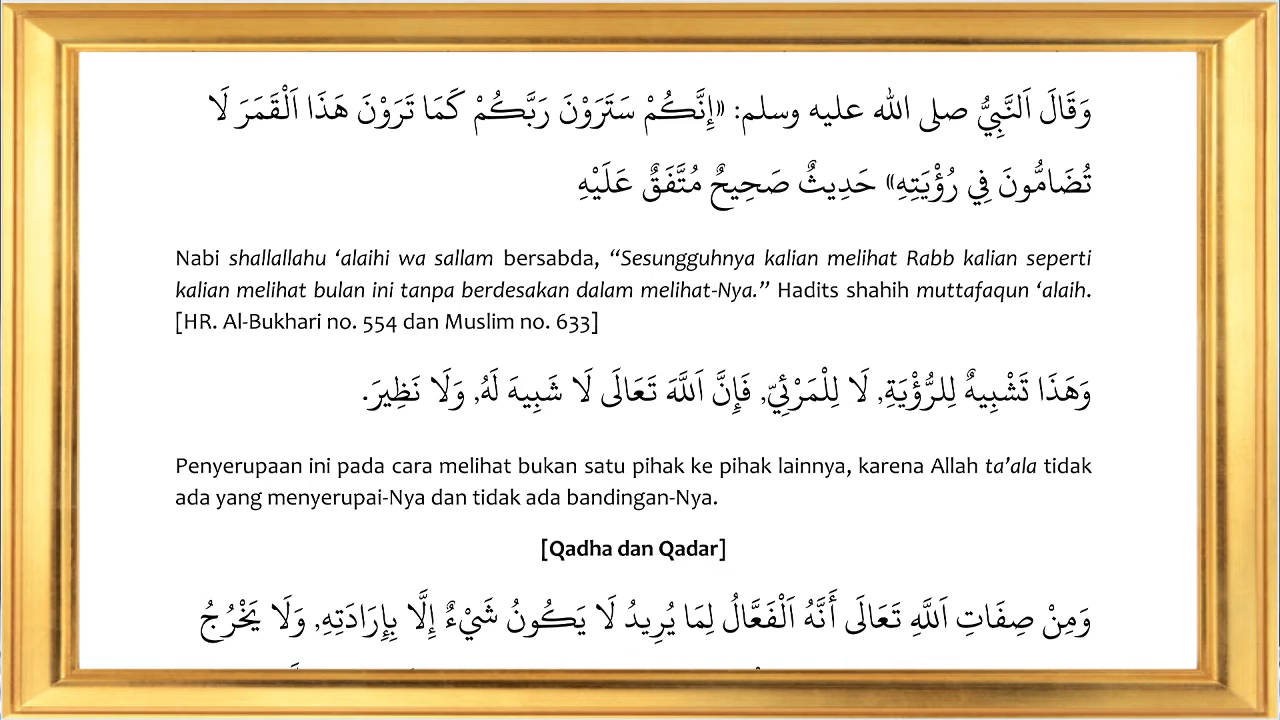 وَقَالَ اَلنَّبِيُّ صلى الله عليه وسلم: «إِنَّكُمْ سَتَرَوْنَ رَبَّكُمْ كَمَا تَرَوْنَ هَذَا اَلْقَمَرَ لَا
تُضَامُّونَ فِي رُؤْيَتِهِ» حَدِيثٌ صَحِيحٌ مُتَّفَقٌ عَلَيْهِ
Nabi shallallahu ‘alaihi wa sallam bersabda, “Sesungguhnya kalian melihat Rabb kalian seperti
kalian melihat bulan ini tanpa berdesakan dalam melihat-Nya.” Hadits shahih muttafaqun ‘alaih.
[HR. Al-Bukhari no. 554 dan Muslim no. 633]
وَهَذَا تَشْبِيهٌ لِلرُّؤْيَةِ, لَا لِلْمَرْئِيِّ, فَإِنَّ اَللَّهَ تَعَالَى لَا شَبِيهَ لَهُ, وَلَا نَظِيرَ.
Penyerupaan ini pada cara melihat bukan satu pihak ke pihak lainnya, karena Allah ta’ala tidak
ada yang menyerupai-Nya dan tidak ada bandingan-Nya.
[Qadha dan Qadar]
وَمِنْ صِفَاتِ اَللَّهِ تَعَالَى أَنَّهُ اَلْفَعَّالُ لِمَا يُرِيدُ لَا يَكُونُ شَيْءٌ إِلَّا بِإِرَادَتِهِ, وَلَا يَخْرُجُ